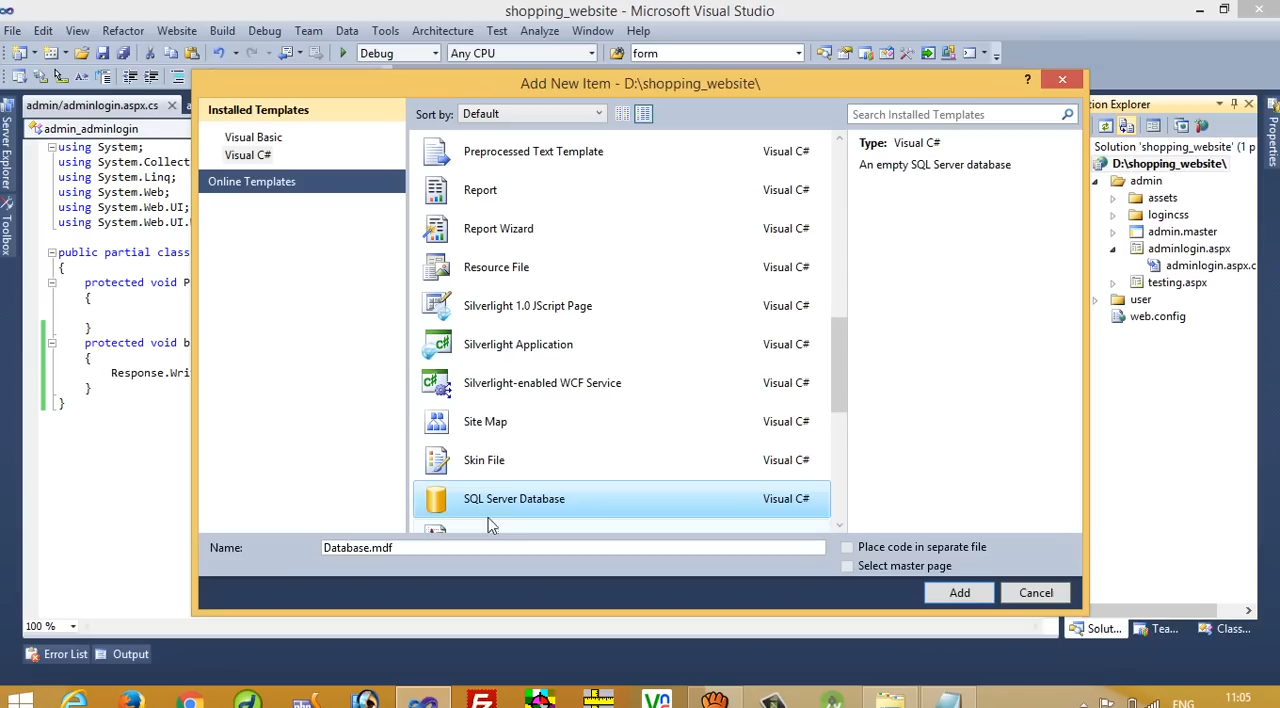 shopping_website - Microsoft Visual Studio
File Edit View Refactor Website Build Debug Team Data Tools Architecture Test Analyze Window Help
Debug Any CPU form
Add New Item - D:\shopping_website\
?
admin/adminlogin.aspx.cs
admin_adminlogin
using System;
using System.Collect
using System.Linq;
using System.Web;
using System.Web.UI;
using System.Web.UI.
public partial class
{
protected void P
{
}
protected void b
{
Response.Wri
}
}
100 %
Error List Output
Server Explorer
Toolbox
Installed Templates
Visual Basic
Visual C#
Online Templates
Sort by: Default
Preprocessed Text Template Visual C#
Report Visual C#
Report Wizard Visual C#
Resource File Visual C#
Silverlight 1.0 JScript Page Visual C#
Silverlight Application Visual C#
Silverlight-enabled WCF Service Visual C#
Site Map Visual C#
Skin File Visual C#
SQL Server Database Visual C#
Search Installed Templates
Type: Visual C#
An empty SQL Server database
Name: Database.mdf
Place code in separate file
Select master page
Add Cancel
tion Explorer
Solution 'shopping_website' (1 p
D:\shopping_website\
admin
assets
logincss
admin.master
adminlogin.aspx
adminlogin.aspx.c
testing.aspx
user
web.config
Solut... Tea... Class...
Properties
ENG
11:05